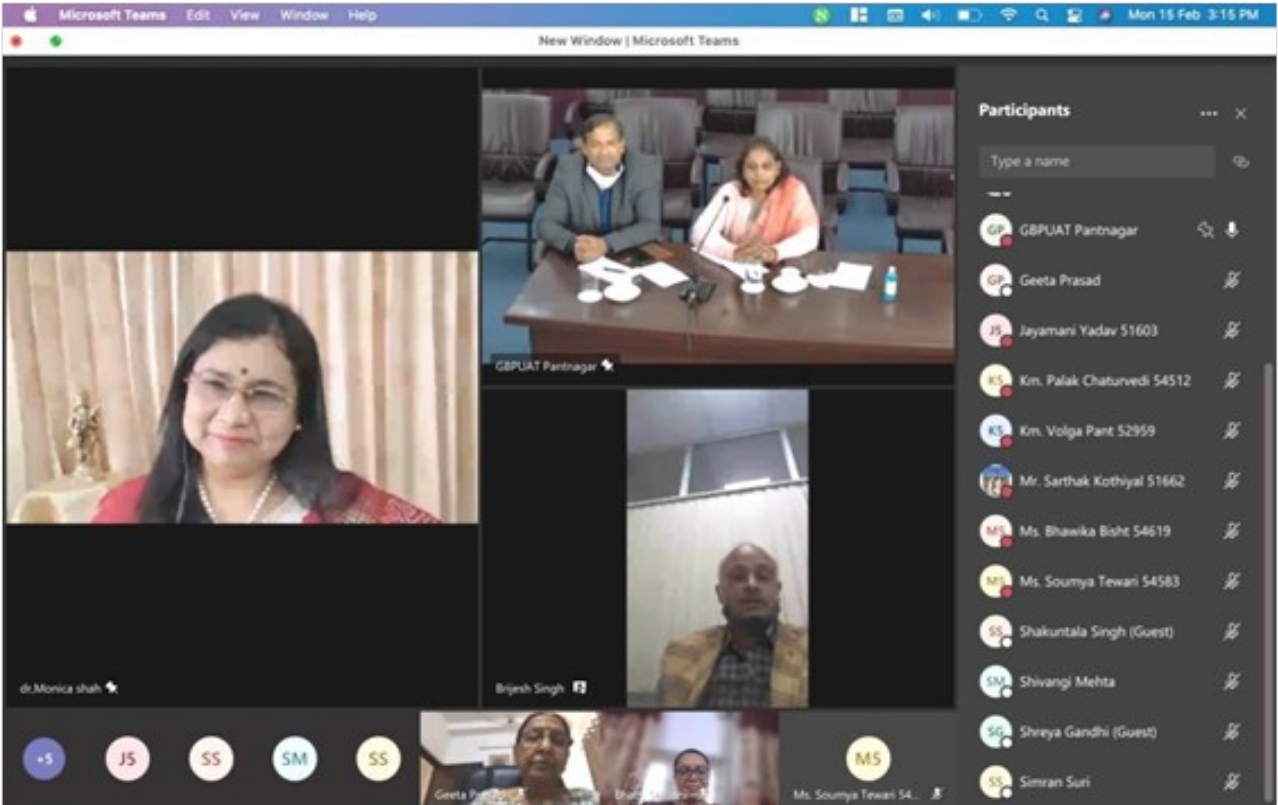 Microsoft Teams Edit View Window Help Mon 15 Feb 3:15 PM
New Window | Microsoft Teams
Participants
Type a name
GP GBPUAT Pantnagar
GP Geeta Prasad
JS Jayamani Yadav 51603
KS Km. Palak Chaturvedi 54512
KS Km. Volga Pant 52959
Mr. Sarthak Kothiyal 51662
MS Ms. Bhawika Bisht 54619
MS Ms. Soumya Tewari 54583
SS Shakuntala Singh (Guest)
SM Shivangi Mehta
SG Shreya Gandhi (Guest)
SS Simran Suri
GBPUAT Pantnagar
dr.Monica shah
Brijesh Singh
+5 JS SS SM SS MS
Geeta
Ms. Soumya Tewari 54...